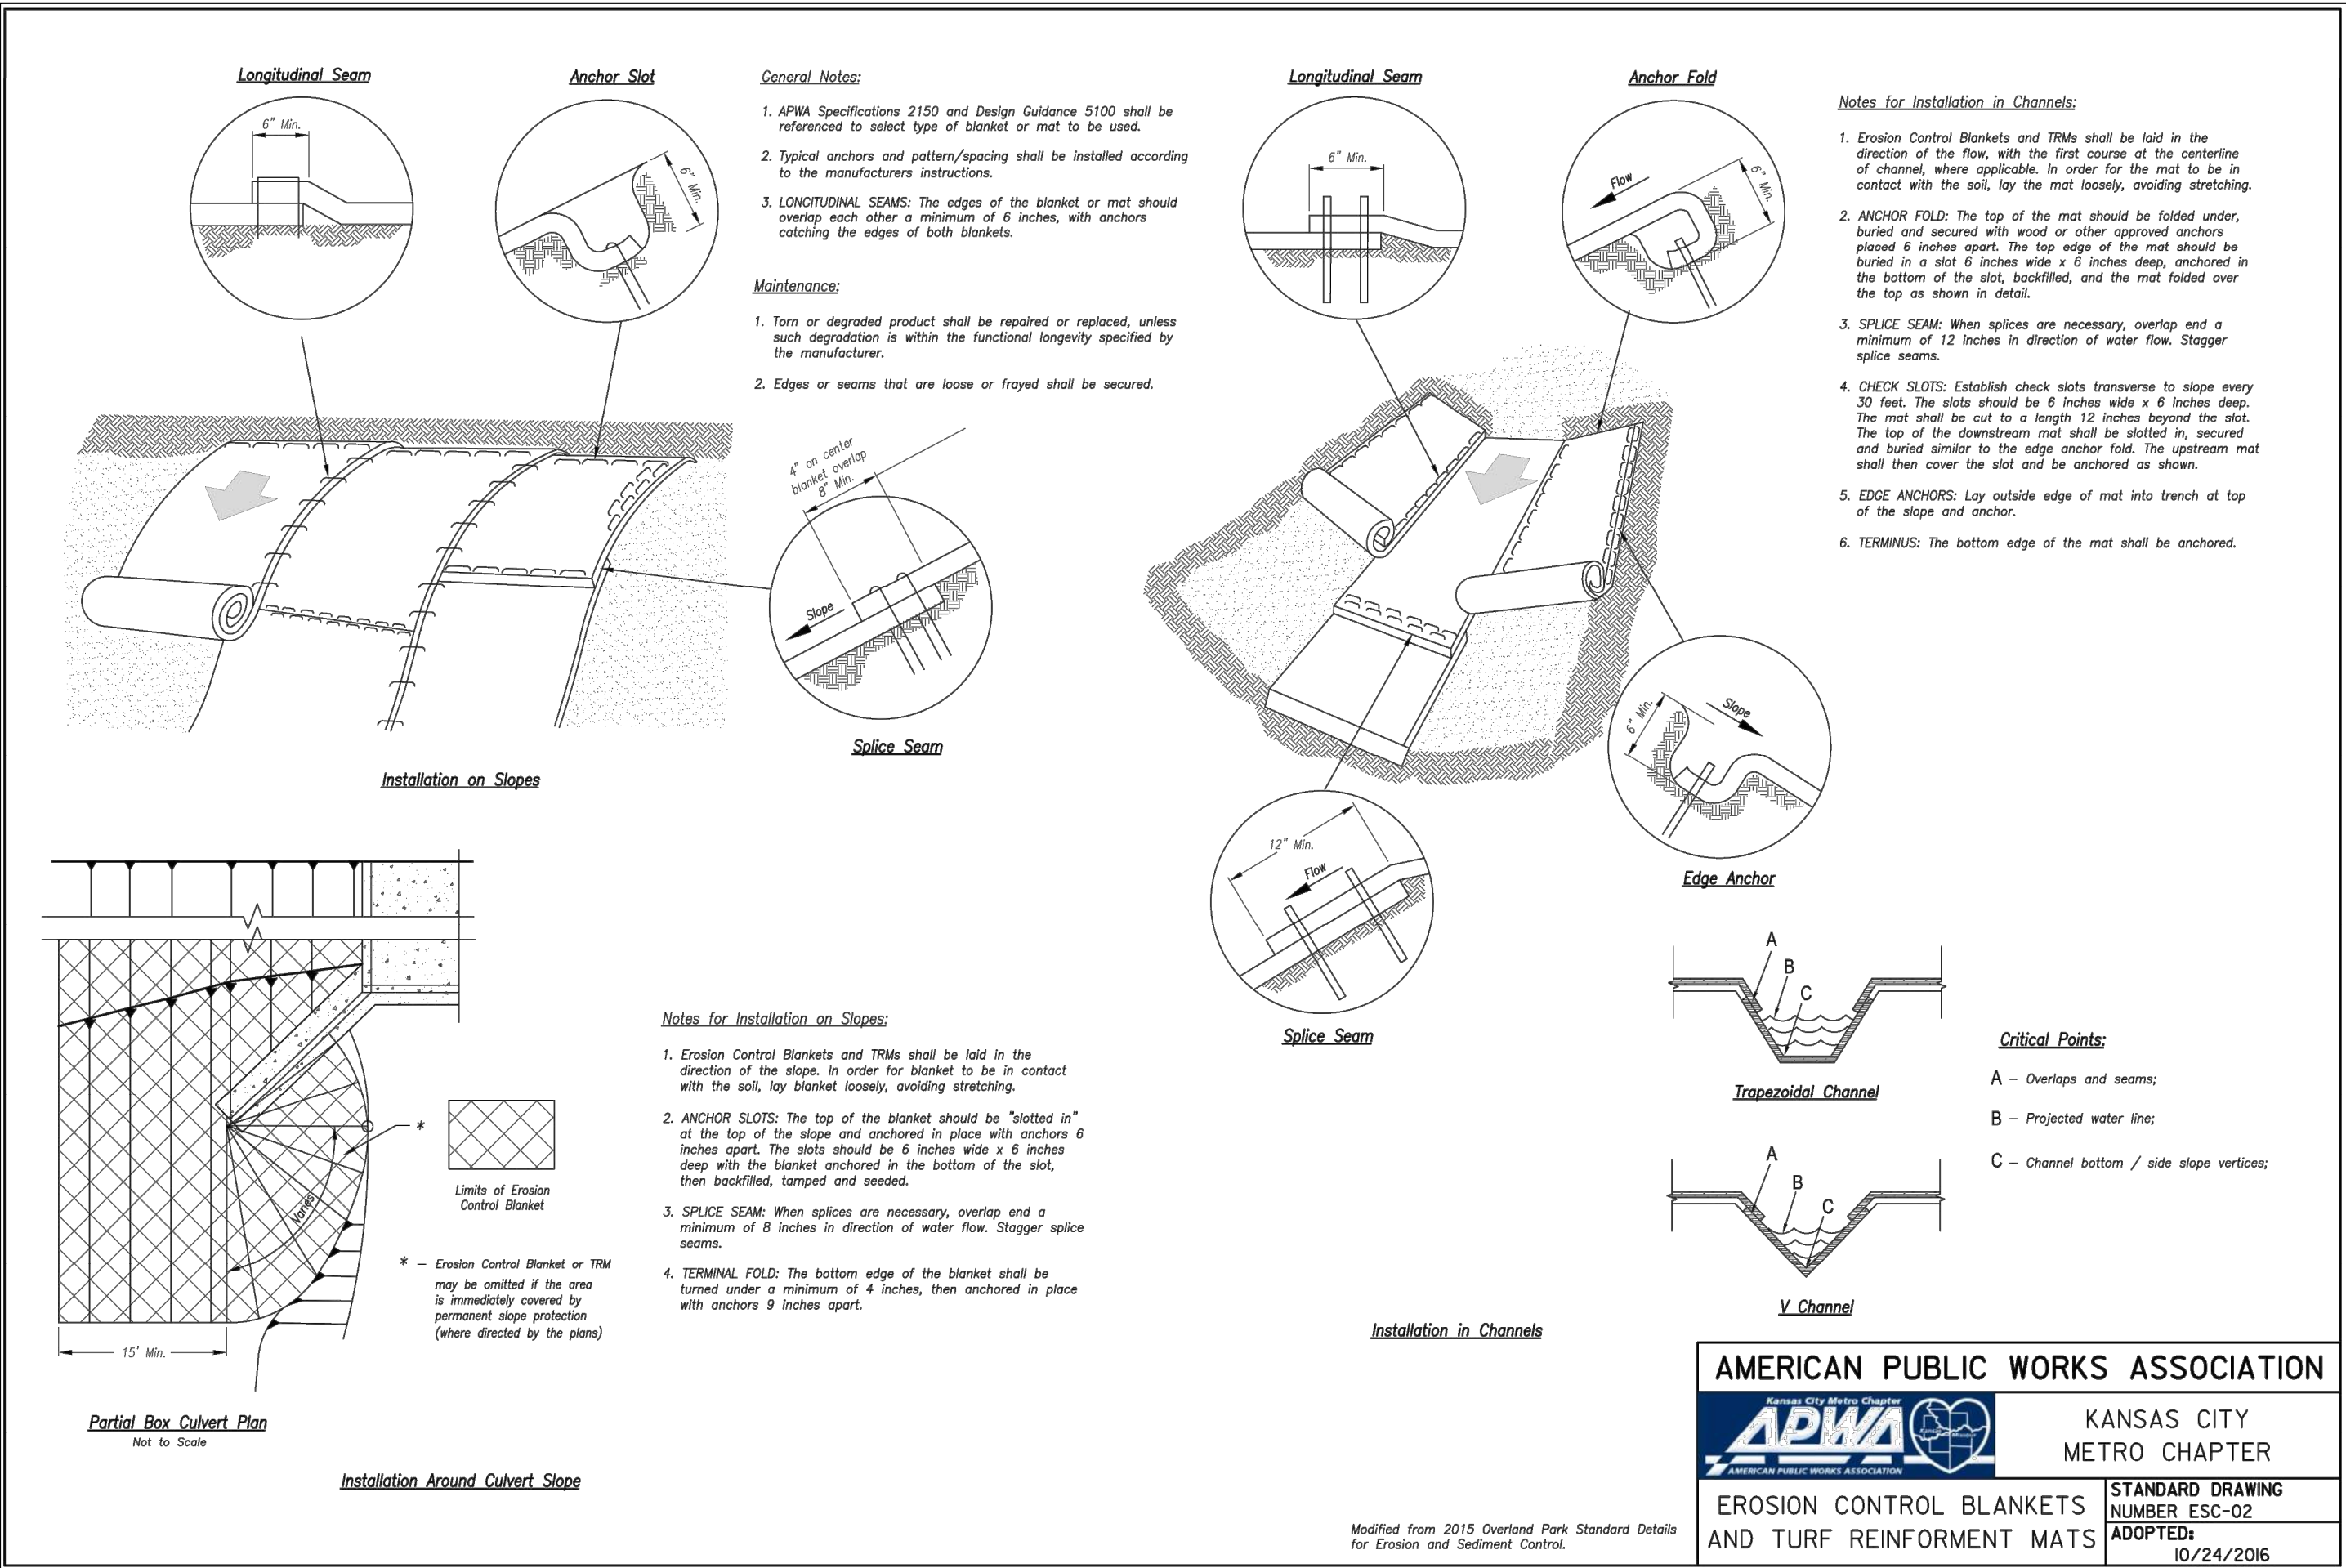 Longitudinal Seam
6" Min.
Anchor Slot
6" Min.
General Notes:
1. APWA Specifications 2150 and Design Guidance 5100 shall be
referenced to select type of blanket or mat to be used.
2. Typical anchors and pattern/spacing shall be installed according
to the manufacturers instructions.
3. LONGITUDINAL SEAMS: The edges of the blanket or mat should
overlap each other a minimum of 6 inches, with anchors
catching the edges of both blankets.
Maintenance:
1. Torn or degraded product shall be repaired or replaced, unless
such degradation is within the functional longevity specified by
the manufacturer.
2. Edges or seams that are loose or frayed shall be secured.
4" on center
blanket overlap
8" Min.
Slope
Splice Seam
Installation on Slopes
Longitudinal Seam
6" Min.
Anchor Fold
Flow
6" Min.
Notes for Installation in Channels:
1. Erosion Control Blankets and TRMs shall be laid in the
direction of the flow, with the first course at the centerline
of channel, where applicable. In order for the mat to be in
contact with the soil, lay the mat loosely, avoiding stretching.
2. ANCHOR FOLD: The top of the mat should be folded under,
buried and secured with wood or other approved anchors
placed 6 inches apart. The top edge of the mat should be
buried in a slot 6 inches wide x 6 inches deep, anchored in
the bottom of the slot, backfilled, and the mat folded over
the top as shown in detail.
3. SPLICE SEAM: When splices are necessary, overlap end a
minimum of 12 inches in direction of water flow. Stagger
splice seams.
4. CHECK SLOTS: Establish check slots transverse to slope every
30 feet. The slots should be 6 inches wide x 6 inches deep.
The mat shall be cut to a length 12 inches beyond the slot.
The top of the downstream mat shall be slotted in, secured
and buried similar to the edge anchor fold. The upstream mat
shall then cover the slot and be anchored as shown.
5. EDGE ANCHORS: Lay outside edge of mat into trench at top
of the slope and anchor.
6. TERMINUS: The bottom edge of the mat shall be anchored.
6" Min.
Slope
Edge Anchor
12" Min.
Flow
Splice Seam
A
B
C
Trapezoidal Channel
A
B
C
V Channel
Critical Points:
A – Overlaps and seams;
B – Projected water line;
C – Channel bottom / side slope vertices;
Installation in Channels
Varies
*
15' Min.
Limits of Erosion
Control Blanket
* – Erosion Control Blanket or TRM
may be omitted if the area
is immediately covered by
permanent slope protection
(where directed by the plans)
Partial Box Culvert Plan
Not to Scale
Installation Around Culvert Slope
Notes for Installation on Slopes:
1. Erosion Control Blankets and TRMs shall be laid in the
direction of the slope. In order for blanket to be in contact
with the soil, lay blanket loosely, avoiding stretching.
2. ANCHOR SLOTS: The top of the blanket should be "slotted in"
at the top of the slope and anchored in place with anchors 6
inches apart. The slots should be 6 inches wide x 6 inches
deep with the blanket anchored in the bottom of the slot,
then backfilled, tamped and seeded.
3. SPLICE SEAM: When splices are necessary, overlap end a
minimum of 8 inches in direction of water flow. Stagger splice
seams.
4. TERMINAL FOLD: The bottom edge of the blanket shall be
turned under a minimum of 4 inches, then anchored in place
with anchors 9 inches apart.
Modified from 2015 Overland Park Standard Details
for Erosion and Sediment Control.
AMERICAN PUBLIC WORKS ASSOCIATION
Kansas City Metro Chapter
APWA
AMERICAN PUBLIC WORKS ASSOCIATION
KANSAS CITY
METRO CHAPTER
EROSION CONTROL BLANKETS
AND TURF REINFORMENT MATS
STANDARD DRAWING
NUMBER ESC-02
ADOPTED:
10/24/2016